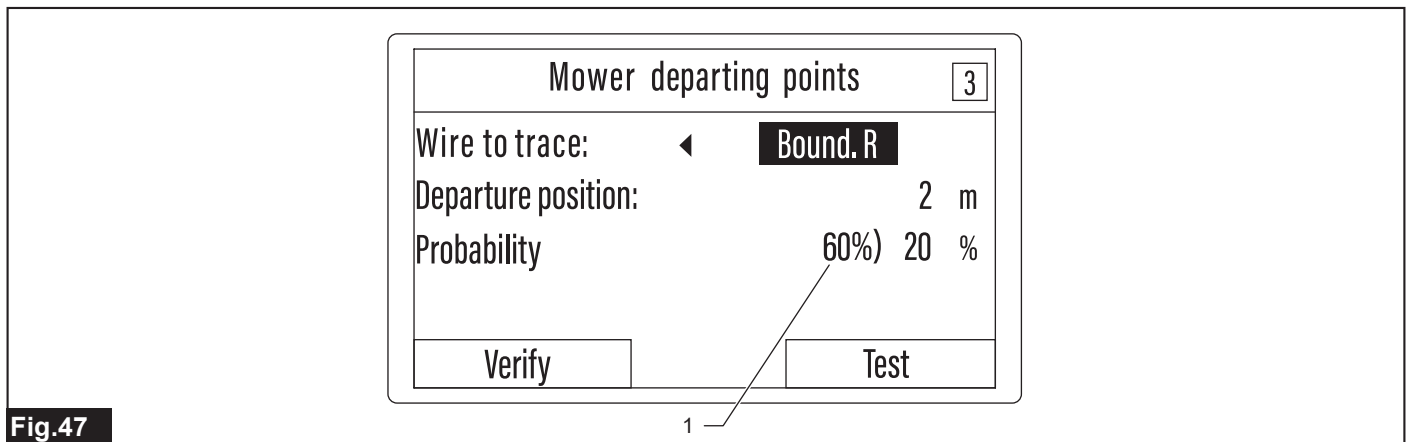 Mower departing points 3
Wire to trace: ◀ Bound. R
Departure position: 2 m
Probability 60%) 20 %
Verify Test
Fig.47 1